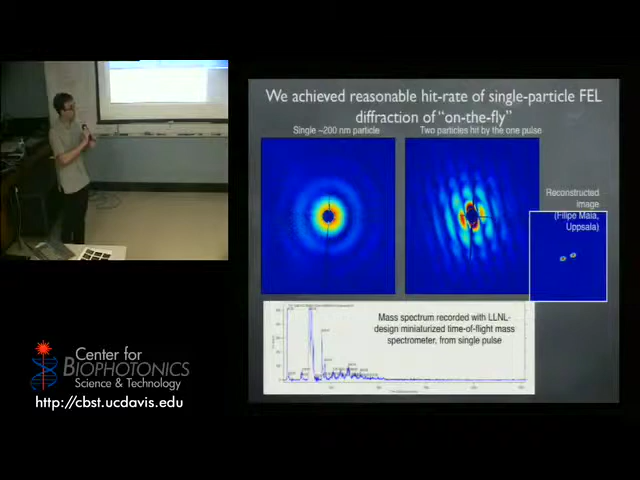 We achieved reasonable hit-rate of single-particle FEL
diffraction of "on-the-fly"
Single ~200 nm particle
Two particles hit by the one pulse
Reconstructed
image
(Filipe Maia,
Uppsala)
Mass spectrum recorded with LLNL-
design miniaturized time-of-flight mass
spectrometer, from single pulse
Center for
BIOPHOTONICS
Science & Technology
http://cbst.ucdavis.edu